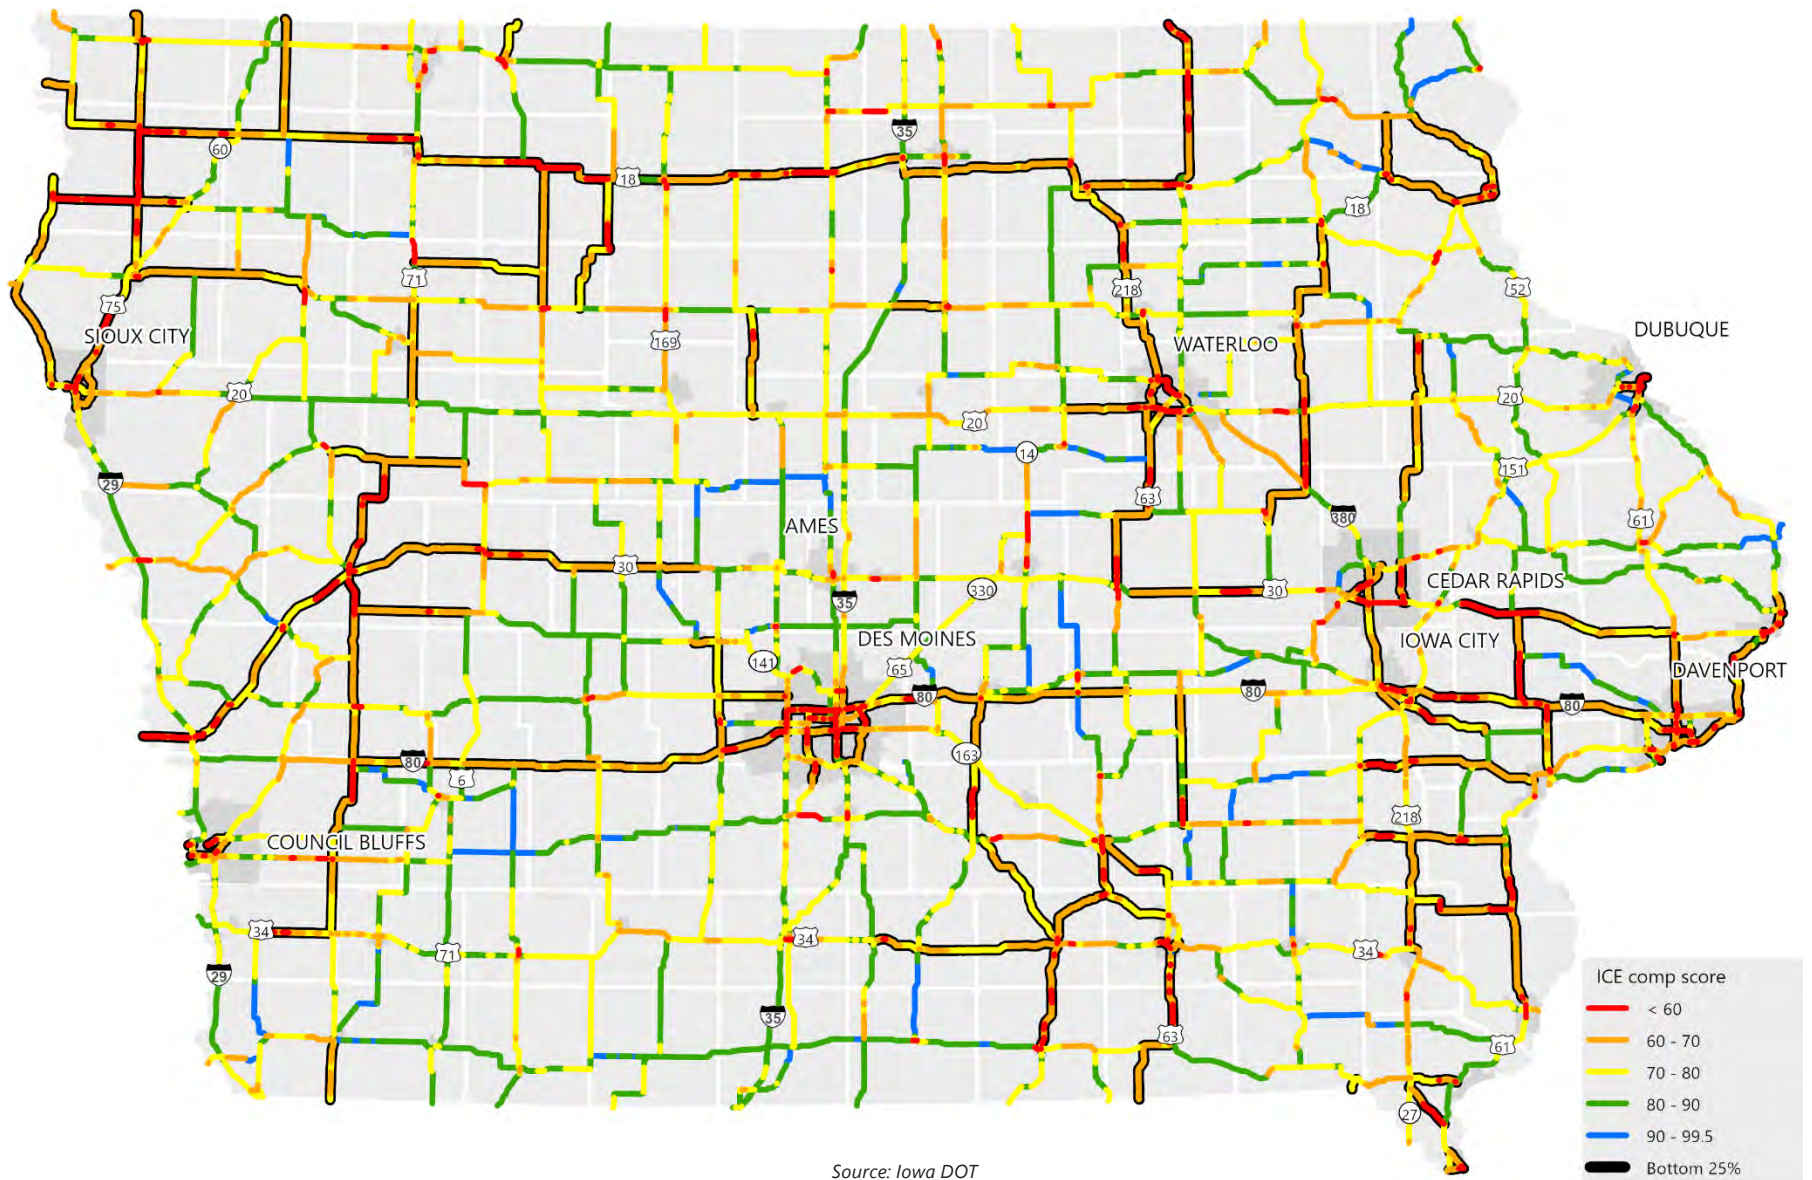 35
60
18
18
71
218
52
75
SIOUX CITY
DUBUQUE
169
WATERLOO
20
20
20
14
151
29
63
380
61
AMES
30
CEDAR RAPIDS
30
330
35
DES MOINES
IOWA CITY
141
65
DAVENPORT
80
80
80
163
80
6
218
COUNCIL BLUFFS
34
34
34
71
29
35
63
61
27
ICE comp score
< 60
60 - 70
70 - 80
80 - 90
90 - 99.5
Bottom 25%
Source: Iowa DOT